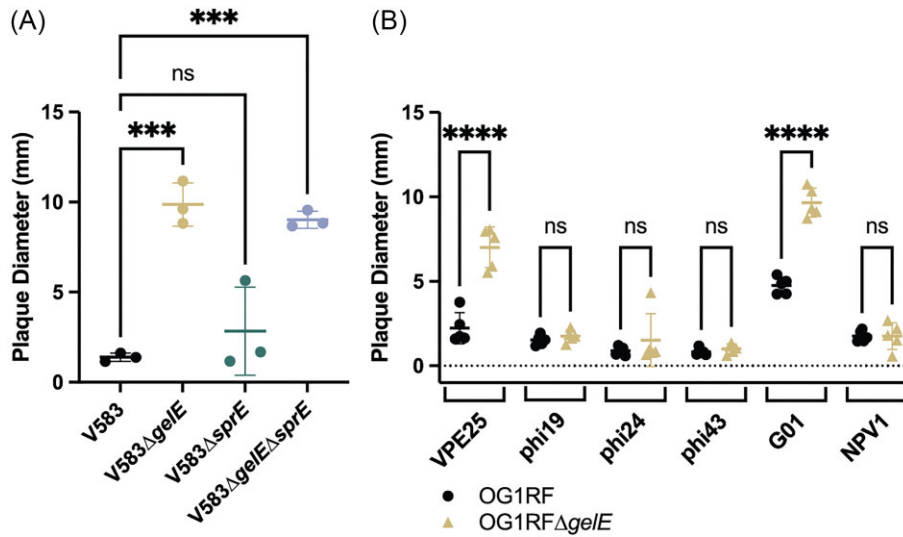 (A)
***
ns
***
15
10
5
0
Plaque Diameter (mm)
V583
V583ΔgelE
V583ΔsprE
V583ΔgelEΔsprE
(B)
****
ns
ns
ns
****
ns
15
10
5
0
Plaque Diameter (mm)
VPE25
phi19
phi24
phi43
G01
NPV1
OG1RF
OG1RFΔgelE